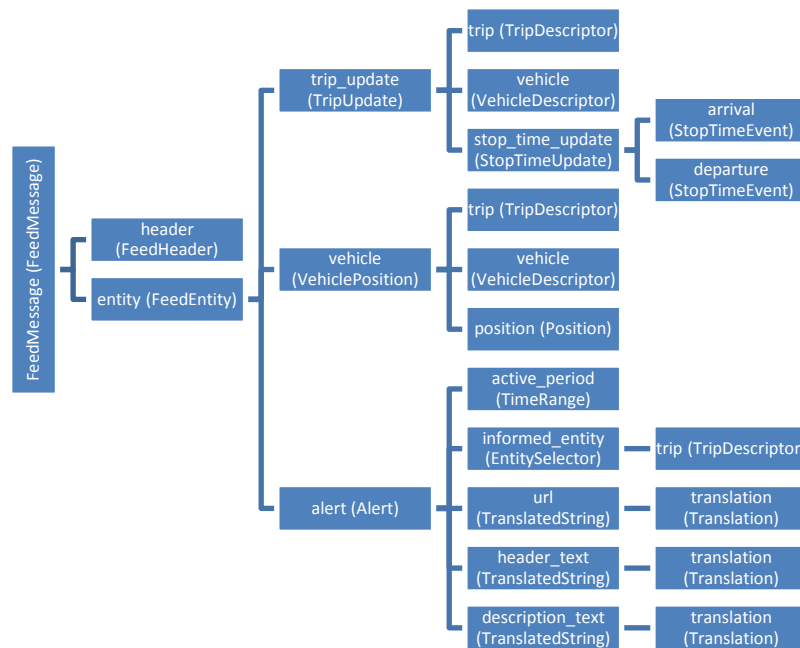 FeedMessage (FeedMessage)
header
(FeedHeader)
entity (FeedEntity)
trip_update
(TripUpdate)
trip (TripDescriptor)
vehicle
(VehicleDescriptor)
stop_time_update
(StopTimeUpdate)
arrival
(StopTimeEvent)
departure
(StopTimeEvent)
vehicle
(VehiclePosition)
trip (TripDescriptor)
vehicle
(VehicleDescriptor)
position (Position)
alert (Alert)
active_period
(TimeRange)
informed_entity
(EntitySelector)
trip (TripDescriptor
url
(TranslatedString)
translation
(Translation)
header_text
(TranslatedString)
translation
(Translation)
description_text
(TranslatedString)
translation
(Translation)